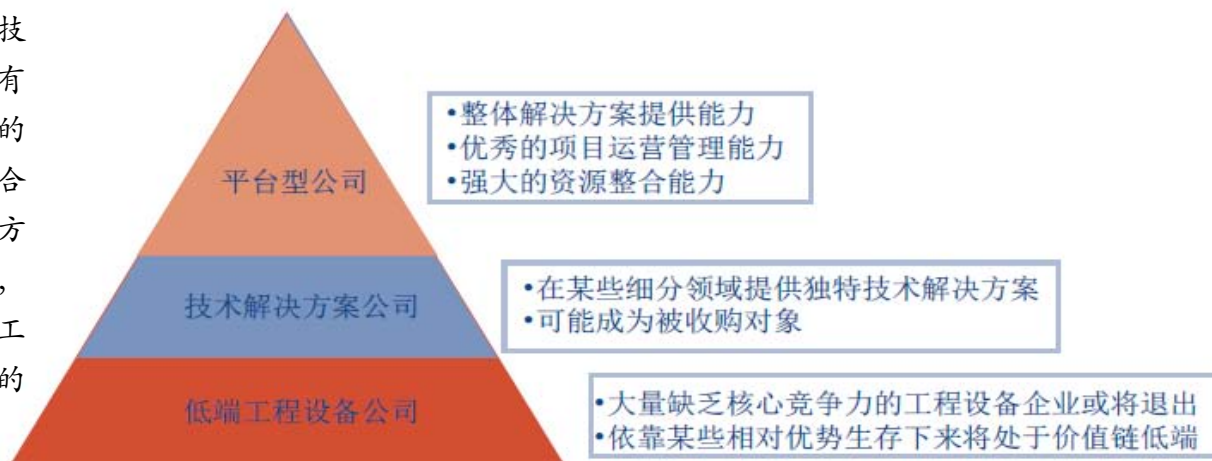 技
有
的
合
方
，
工
的
平台型公司
•整体解决方案提供能力
•优秀的项目运营管理能力
•强大的资源整合能力
技术解决方案公司
•在某些细分领域提供独特技术解决方案
•可能成为被收购对象
低端工程设备公司
•大量缺乏核心竞争力的工程设备企业或将退出
•依靠某些相对优势生存下来将处于价值链低端